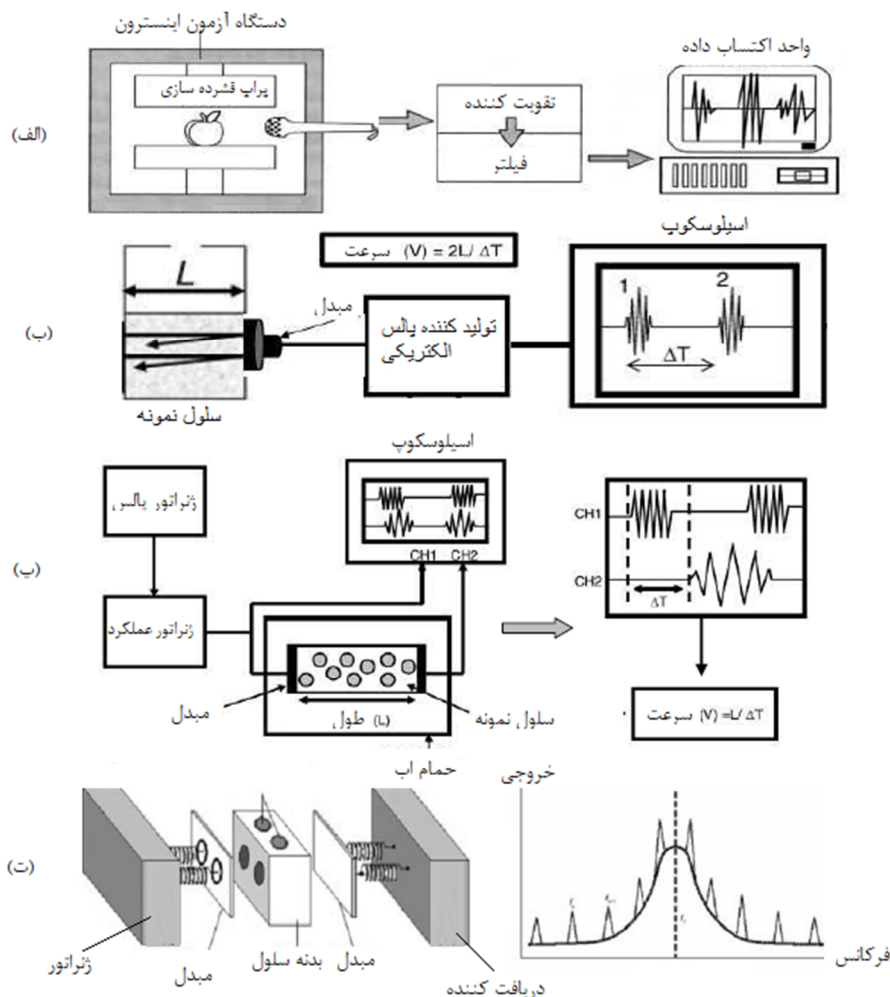 دستگاه آزمون اینسترون
واحد اکتساب داده
پراپ فشرده سازی
تقویت کننده
فیلتر
(الف)
اسیلوسکوپ
سرعت (V) = 2L/ ΔT
L
مبدل
تولید کننده پالس
الکتریکی
1
2
ΔT
(ب)
سلول نمونه
اسیلوسکوپ
ژنراتور پالس
CH1 CH2
CH1
CH2
ΔT
(پ)
ژنراتور عملکرد
مبدل
طول (L)
سلول نمونه
سرعت (V) =L/ ΔT
حمام اب
خروجی
(ت)
ژنراتور
مبدل
بدنه سلول
مبدل
دریافت کننده
فرکانس